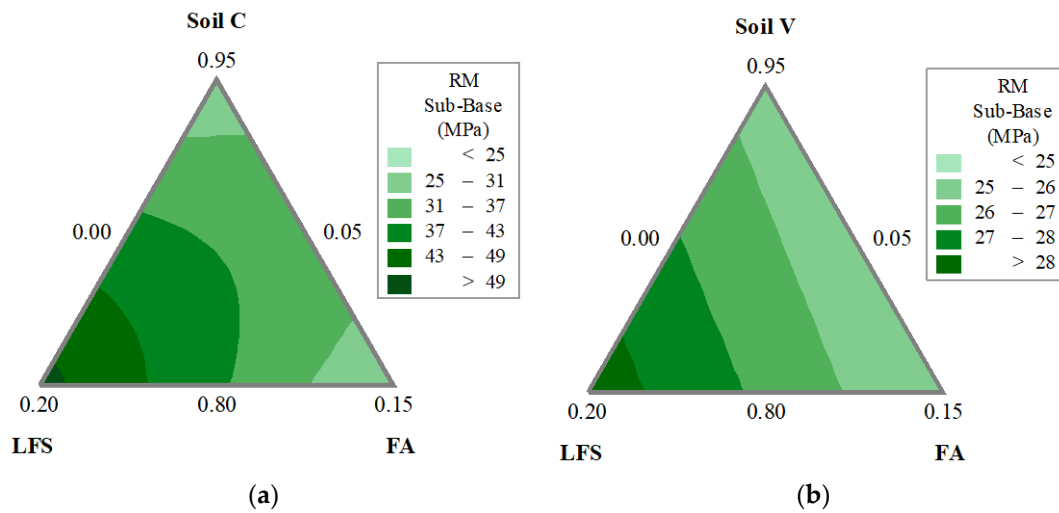 Soil C
0.95
RM
Sub-Base
(MPa)
< 25
25 – 31
31 – 37
37 – 43
43 – 49
> 49
0.00
0.05
0.20
0.80
0.15
LFS
FA
(a)
Soil V
0.95
RM
Sub-Base
(MPa)
< 25
25 – 26
26 – 27
27 – 28
> 28
0.00
0.05
0.20
0.80
0.15
LFS
FA
(b)